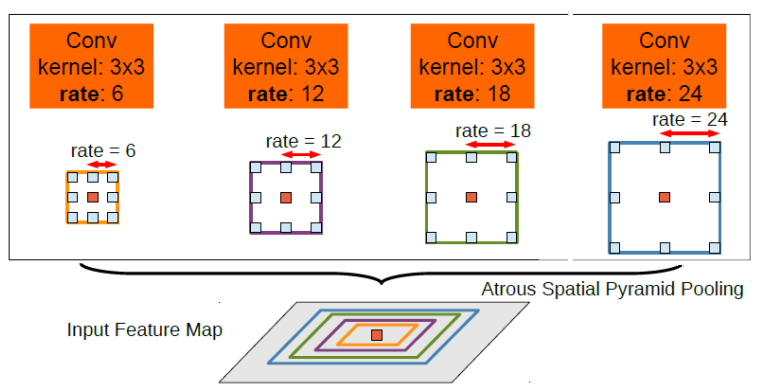 Conv
kernel: 3x3
rate: 6
Conv
kernel: 3x3
rate: 12
Conv
kernel: 3x3
rate: 18
Conv
kernel: 3x3
rate: 24
rate = 6
rate = 12
rate = 18
rate = 24
Atrous Spatial Pyramid Pooling
Input Feature Map